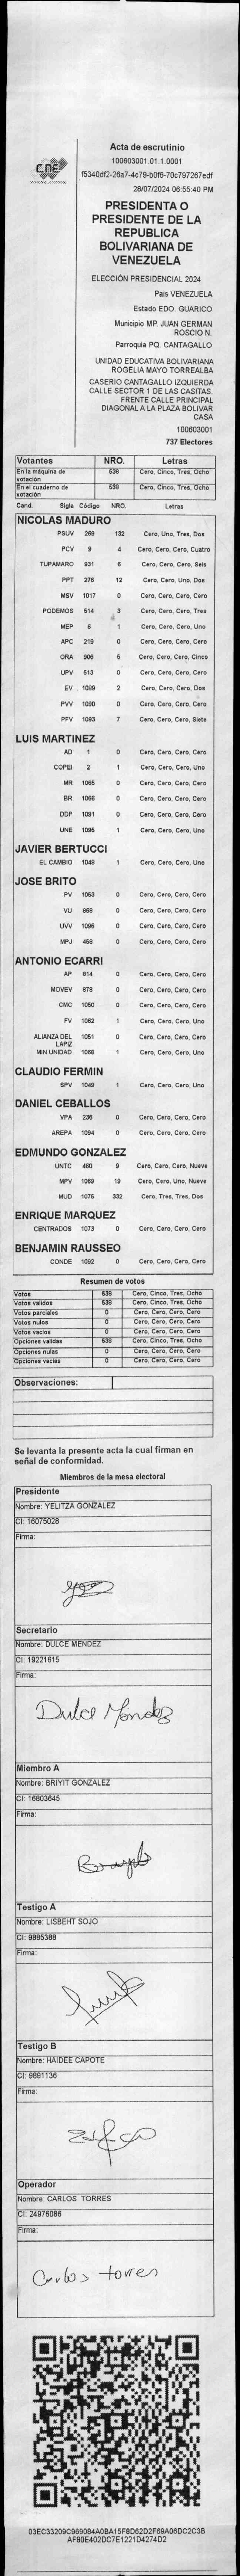 CNE
Acta de escrutinio
100603001.01.1.0001
f5340df2-26a7-4c79-b0f6-70c797267edf
28/07/2024 06:55:40 PM
PRESIDENTA O
PRESIDENTE DE LA
REPUBLICA
BOLIVARIANA DE
VENEZUELA
ELECCIÓN PRESIDENCIAL 2024
País VENEZUELA
Estado EDO. GUARICO
Municipio MP. JUAN GERMAN
ROSCIO N.
Parroquia PQ. CANTAGALLO
UNIDAD EDUCATIVA BOLIVARIANA
ROGELIA MAYO TORREALBA
CASERIO CANTAGALLO IZQUIERDA
CALLE SECTOR 1 DE LAS CASITAS.
FRENTE CALLE PRINCIPAL
DIAGONAL A LA PLAZA BOLIVAR
CASA
100603001
737 Electores
Votantes NRO. Letras
En la máquina de votación 538 Cero, Cinco, Tres, Ocho
En el cuaderno de votación 538 Cero, Cinco, Tres, Ocho
Cand. Sigla Código NRO. Letras
NICOLAS MADURO
PSUV 269 132 Cero, Uno, Tres, Dos
PCV 9 4 Cero, Cero, Cero, Cuatro
TUPAMARO 931 6 Cero, Cero, Cero, Seis
PPT 276 12 Cero, Cero, Uno, Dos
MSV 1017 0 Cero, Cero, Cero, Cero
PODEMOS 514 3 Cero, Cero, Cero, Tres
MEP 6 1 Cero, Cero, Cero, Uno
APC 219 0 Cero, Cero, Cero, Cero
ORA 906 5 Cero, Cero, Cero, Cinco
UPV 513 0 Cero, Cero, Cero, Cero
EV 1099 2 Cero, Cero, Cero, Dos
PVV 1090 0 Cero, Cero, Cero, Cero
PFV 1093 7 Cero, Cero, Cero, Siete
LUIS MARTINEZ
AD 1 0 Cero, Cero, Cero, Cero
COPEI 2 1 Cero, Cero, Cero, Uno
MR 1065 0 Cero, Cero, Cero, Cero
BR 1066 0 Cero, Cero, Cero, Cero
DDP 1091 0 Cero, Cero, Cero, Cero
UNE 1095 1 Cero, Cero, Cero, Uno
JAVIER BERTUCCI
EL CAMBIO 1048 1 Cero, Cero, Cero, Uno
JOSE BRITO
PV 1053 0 Cero, Cero, Cero, Cero
VU 868 0 Cero, Cero, Cero, Cero
UVV 1096 0 Cero, Cero, Cero, Cero
MPJ 458 0 Cero, Cero, Cero, Cero
ANTONIO ECARRI
AP 814 0 Cero, Cero, Cero, Cero
MOVEV 878 0 Cero, Cero, Cero, Cero
CMC 1050 0 Cero, Cero, Cero, Cero
FV 1062 1 Cero, Cero, Cero, Uno
ALIANZA DEL LAPIZ 1051 0 Cero, Cero, Cero, Cero
MIN UNIDAD 1068 1 Cero, Cero, Cero, Uno
CLAUDIO FERMIN
SPV 1049 1 Cero, Cero, Cero, Uno
DANIEL CEBALLOS
VPA 236 0 Cero, Cero, Cero, Cero
AREPA 1094 0 Cero, Cero, Cero, Cero
EDMUNDO GONZALEZ
UNTC 460 9 Cero, Cero, Cero, Nueve
MPV 1069 19 Cero, Cero, Uno, Nueve
MUD 1075 332 Cero, Tres, Tres, Dos
ENRIQUE MARQUEZ
CENTRADOS 1073 0 Cero, Cero, Cero, Cero
BENJAMIN RAUSSEO
CONDE 1092 0 Cero, Cero, Cero, Cero
Resumen de votos
Votos 538 Cero, Cinco, Tres, Ocho
Votos validos 538 Cero, Cinco, Tres, Ocho
Votos parciales 0 Cero, Cero, Cero, Cero
Votos nulos 0 Cero, Cero, Cero, Cero
Votos vacios 0 Cero, Cero, Cero, Cero
Opciones validas 538 Cero, Cinco, Tres, Ocho
Opciones nulas 0 Cero, Cero, Cero, Cero
Opciones vacias 0 Cero, Cero, Cero, Cero
Observaciones:
Se levanta la presente acta la cual firman en
señal de conformidad.
Miembros de la mesa electoral
Presidente
Nombre: YELITZA GONZALEZ
CI: 16075028
Firma:
Secretario
Nombre: DULCE MENDEZ
CI: 19221615
Firma:
Dulce Mendez
Miembro A
Nombre: BRIYIT GONZALEZ
CI: 16803645
Firma:
Testigo A
Nombre: LISBEHT SOJO
CI: 9885388
Firma:
Testigo B
Nombre: HAIDEE CAPOTE
CI: 9891136
Firma:
Operador
Nombre: CARLOS TORRES
CI: 24976086
Firma:
Carlos torres
03EC33209C969084A0BA15F8D62D2F69A06DC2C3B
AF80E402DC7E1221D4274D2